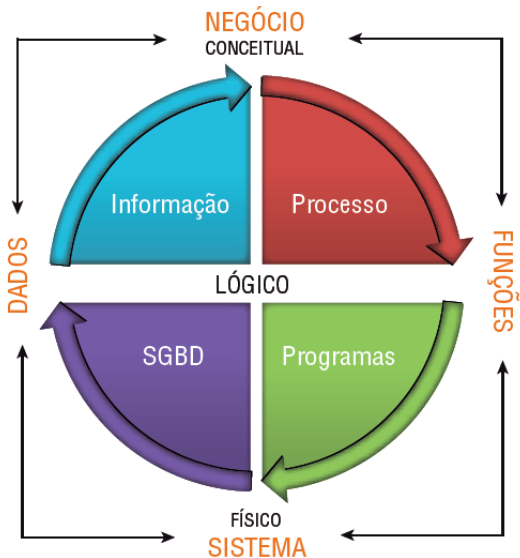 NEGÓCIO
CONCEITUAL
Informação
Processo
DADOS
LÓGICO
FUNÇÕES
SGBD
Programas
FÍSICO
SISTEMA